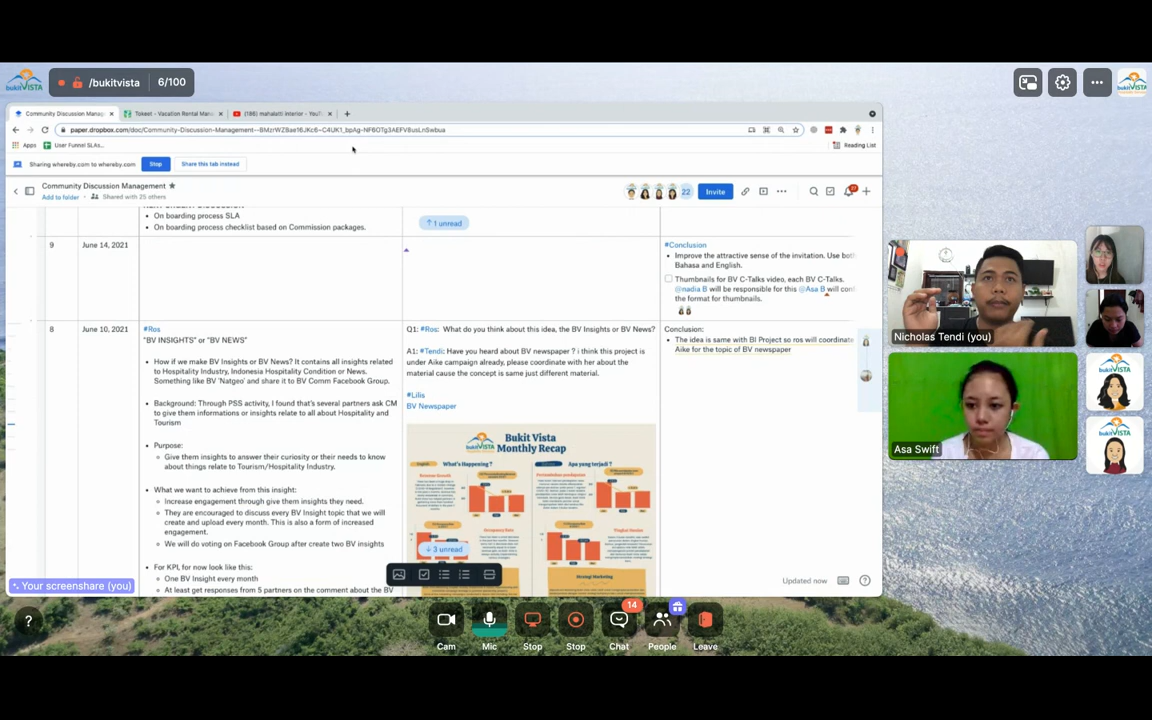 bukitVISTA
/bukitvista
6/100
Community Discussion Manage
Tokeet - Vacation Rental Man
(198) mahalatti interior - YouT
Apps
User Funnel SLAs...
Reading List
Sharing whereby.com to whereby.com
Stop
Share this tab instead
Community Discussion Management
Add to folder
Shared with 25 others
22
Invite
On boarding process SLA
On boarding process checklist based on Commission packages.
↑ 1 unread
9
June 14, 2021
#Conclusion
Improve the attractive sense of the invitation. Use both
Bahasa and English.
Thumbnails for BV C-Talks video, each BV C-Talks.
@nadia B will be responsible for this @Asa B will con
the format for thumbnails.
8
June 10, 2021
#Ros
"BV INSIGHTS" or "BV NEWS"
How if we make BV Insights or BV News? It contains all insights related
to Hospitality Industry, Indonesia Hospitality Condition or News.
Something like BV 'Natgeo' and share it to BV Comm Facebook Group.
Background: Through PSS activity, I found that's several partners ask CM
to give them informations or insights relate to all about Hospitality and
Tourism
Purpose:
Give them insights to answer their curiosity or their needs to know
about things relate to Tourism/Hospitality Industry.
What we want to achieve from this insight:
Increase engagement through give them insights they need.
They are encouraged to discuss every BV Insight topic that we will
create and upload every month. This is also a form of increased
engagement.
We will do voting on Facebook Group after create two BV insights
For KPI, for now look like this:
One BV Insight every month
At least get responses from 5 partners on the comment about the BV
Q1: #Ros: What do you think about this idea, the BV Insights or BV News?
A1: #Tendi: Have you heard about BV newspaper ? i think this project is
under Aike campaign already, please coordinate with her about the
material cause the concept is same just different material.
#Lilis
BV Newspaper
Bukit Vista
Monthly Recap
What's Happening?
Apa yang terjadi?
Occupancy Rate
Strategi Marketing
↓ 3 unread
Conclusion:
The idea is same with BI Project so ros will coordinate
Aike for the topic of BV newspaper
Updated now
Your screenshare (you)
Nicholas Tendi (you)
Asa Swift
Cam
Mic
Stop
Stop
14
Chat
People
Leave